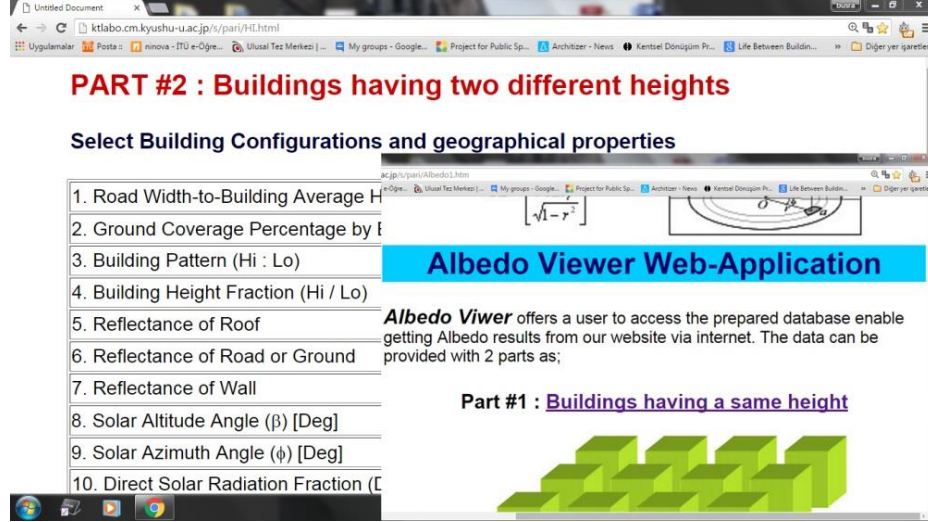 Untitled Document
busra
ktlabo.cm.kyushu-u.ac.jp/s/pari/HI.html
Uygulamalar Posta :: ninova - İTÜ e-Öğre... Ulusal Tez Merkezi | ... My groups - Google... Project for Public Sp... Architizer - News Kentsel Dönüşüm Pr... Life Between Buildin... » Diğer yer işaretle
PART #2 : Buildings having two different heights
Select Building Configurations and geographical properties
1. Road Width-to-Building Average H
2. Ground Coverage Percentage by
3. Building Pattern (Hi : Lo)
4. Building Height Fraction (Hi / Lo)
5. Reflectance of Roof
6. Reflectance of Road or Ground
7. Reflectance of Wall
8. Solar Altitude Angle (β) [Deg]
9. Solar Azimuth Angle (ϕ) [Deg]
10. Direct Solar Radiation Fraction (
ac.jp/s/pari/Albedo1.htm
e-Öğre... Ulusal Tez Merkezi | ... My groups - Google... Project for Public Sp... Architizer - News Kentsel Dönüşüm Pr... Life Between Buildin... » Diğer yer işaretle
√1 − r²
Albedo Viewer Web-Application
Albedo Viwer offers a user to access the prepared database enable
getting Albedo results from our website via internet. The data can be
provided with 2 parts as;
Part #1 : Buildings having a same height